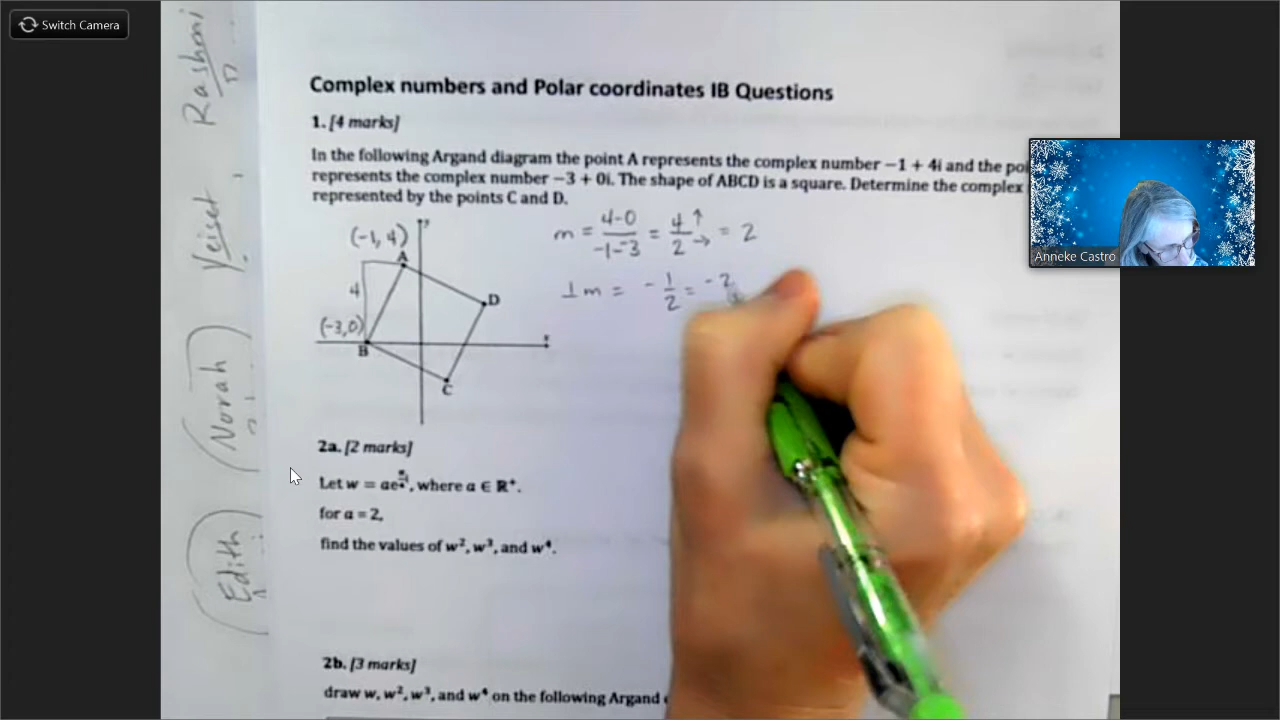 Switch Camera
Rashmi
Yeiset
Norah
Edith
Complex numbers and Polar coordinates IB Questions
1. [4 marks]
In the following Argand diagram the point A represents the complex number −1 + 4i and the
represents the complex number −3 + 0i. The shape of ABCD is a square. Determine the complex
represented by the points C and D.
m = 4-0/-1--3 = 4/2 = 2
⊥m = -1/2 = -2
(-1, 4)
y
A
4
(-3,0)
B
D
C
x
2a. [2 marks]
Let w = ae, where a ∈ ℝ⁺.
for a = 2,
find the values of w², w³, and w⁴.
2b. [3 marks]
draw w, w², w³, and w⁴ on the following Argand
Anneke Castro